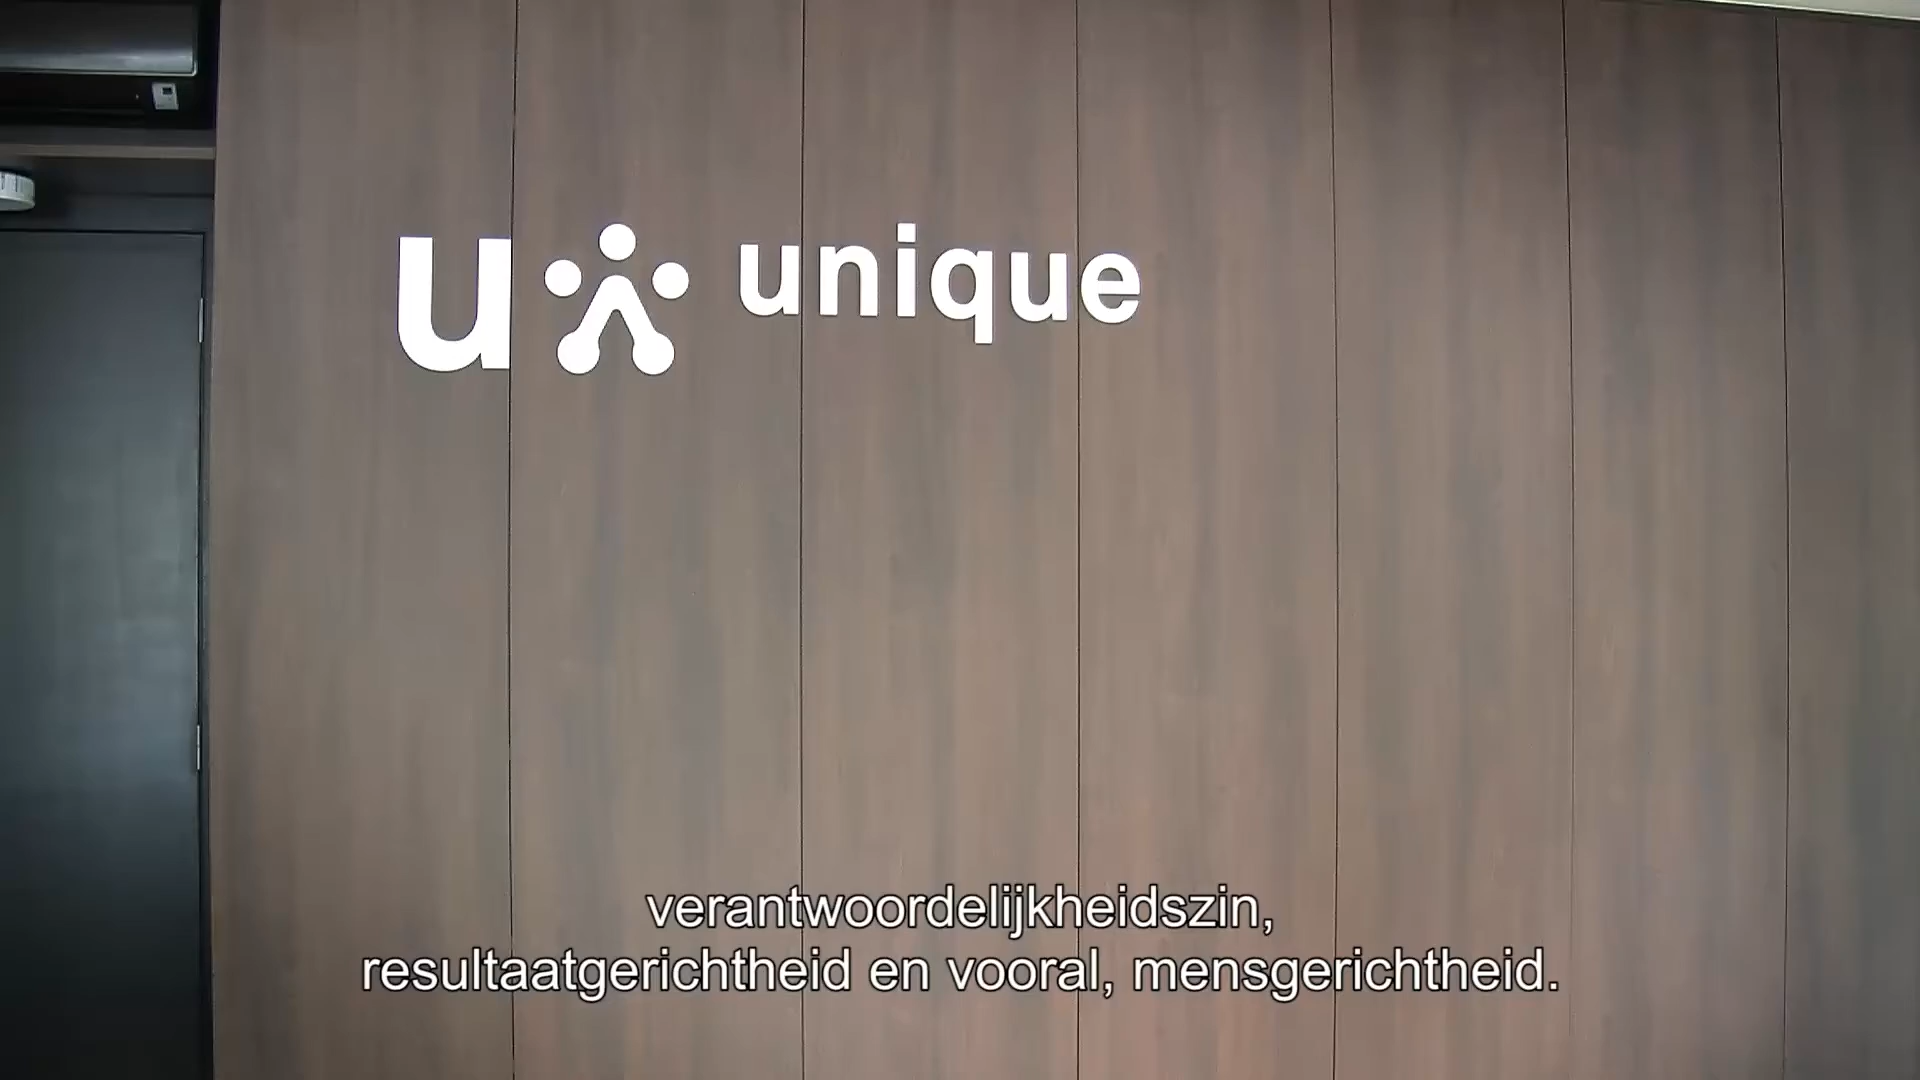 u unique
verantwoordelijkheidszin,
resultaatgerichtheid en vooral, mensgerichtheid.